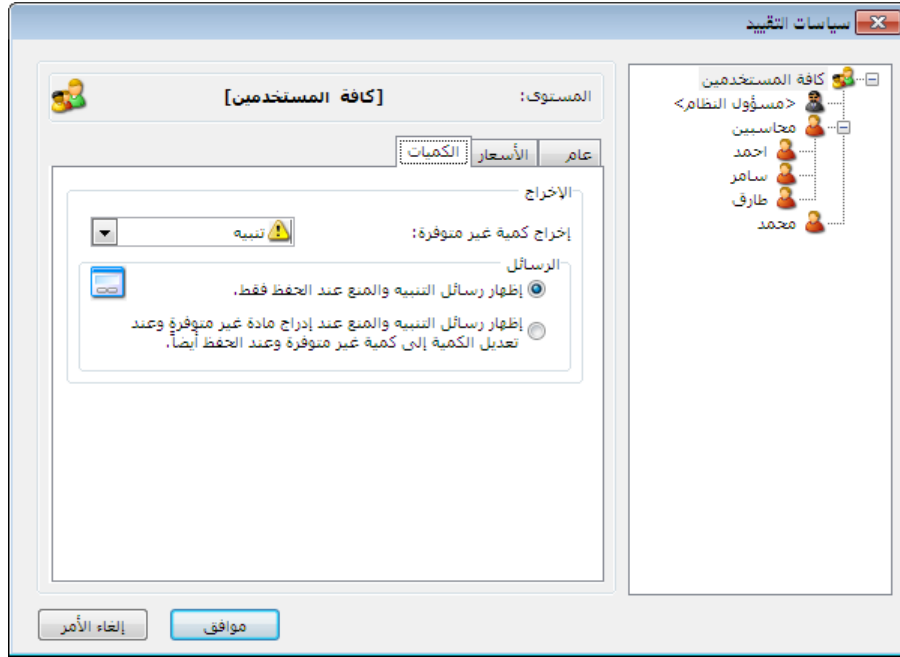 سياسات التقييد
كافة المستخدمين
<مسؤول النظام>
محاسبين
احمد
سامر
طارق
محمد
المستوى: [كافة المستخدمين]
عام الأسعار الكميات
الإخراج
إخراج كمية غير متوفرة: تنبيه
الرسائل
إظهار رسائل التنبيه والمنع عند الحفظ فقط.
إظهار رسائل التنبيه والمنع عند إدراج مادة غير متوفرة وعند
تعديل الكمية إلى كمية غير متوفرة وعند الحفظ أيضاً.
موافق إلغاء الأمر